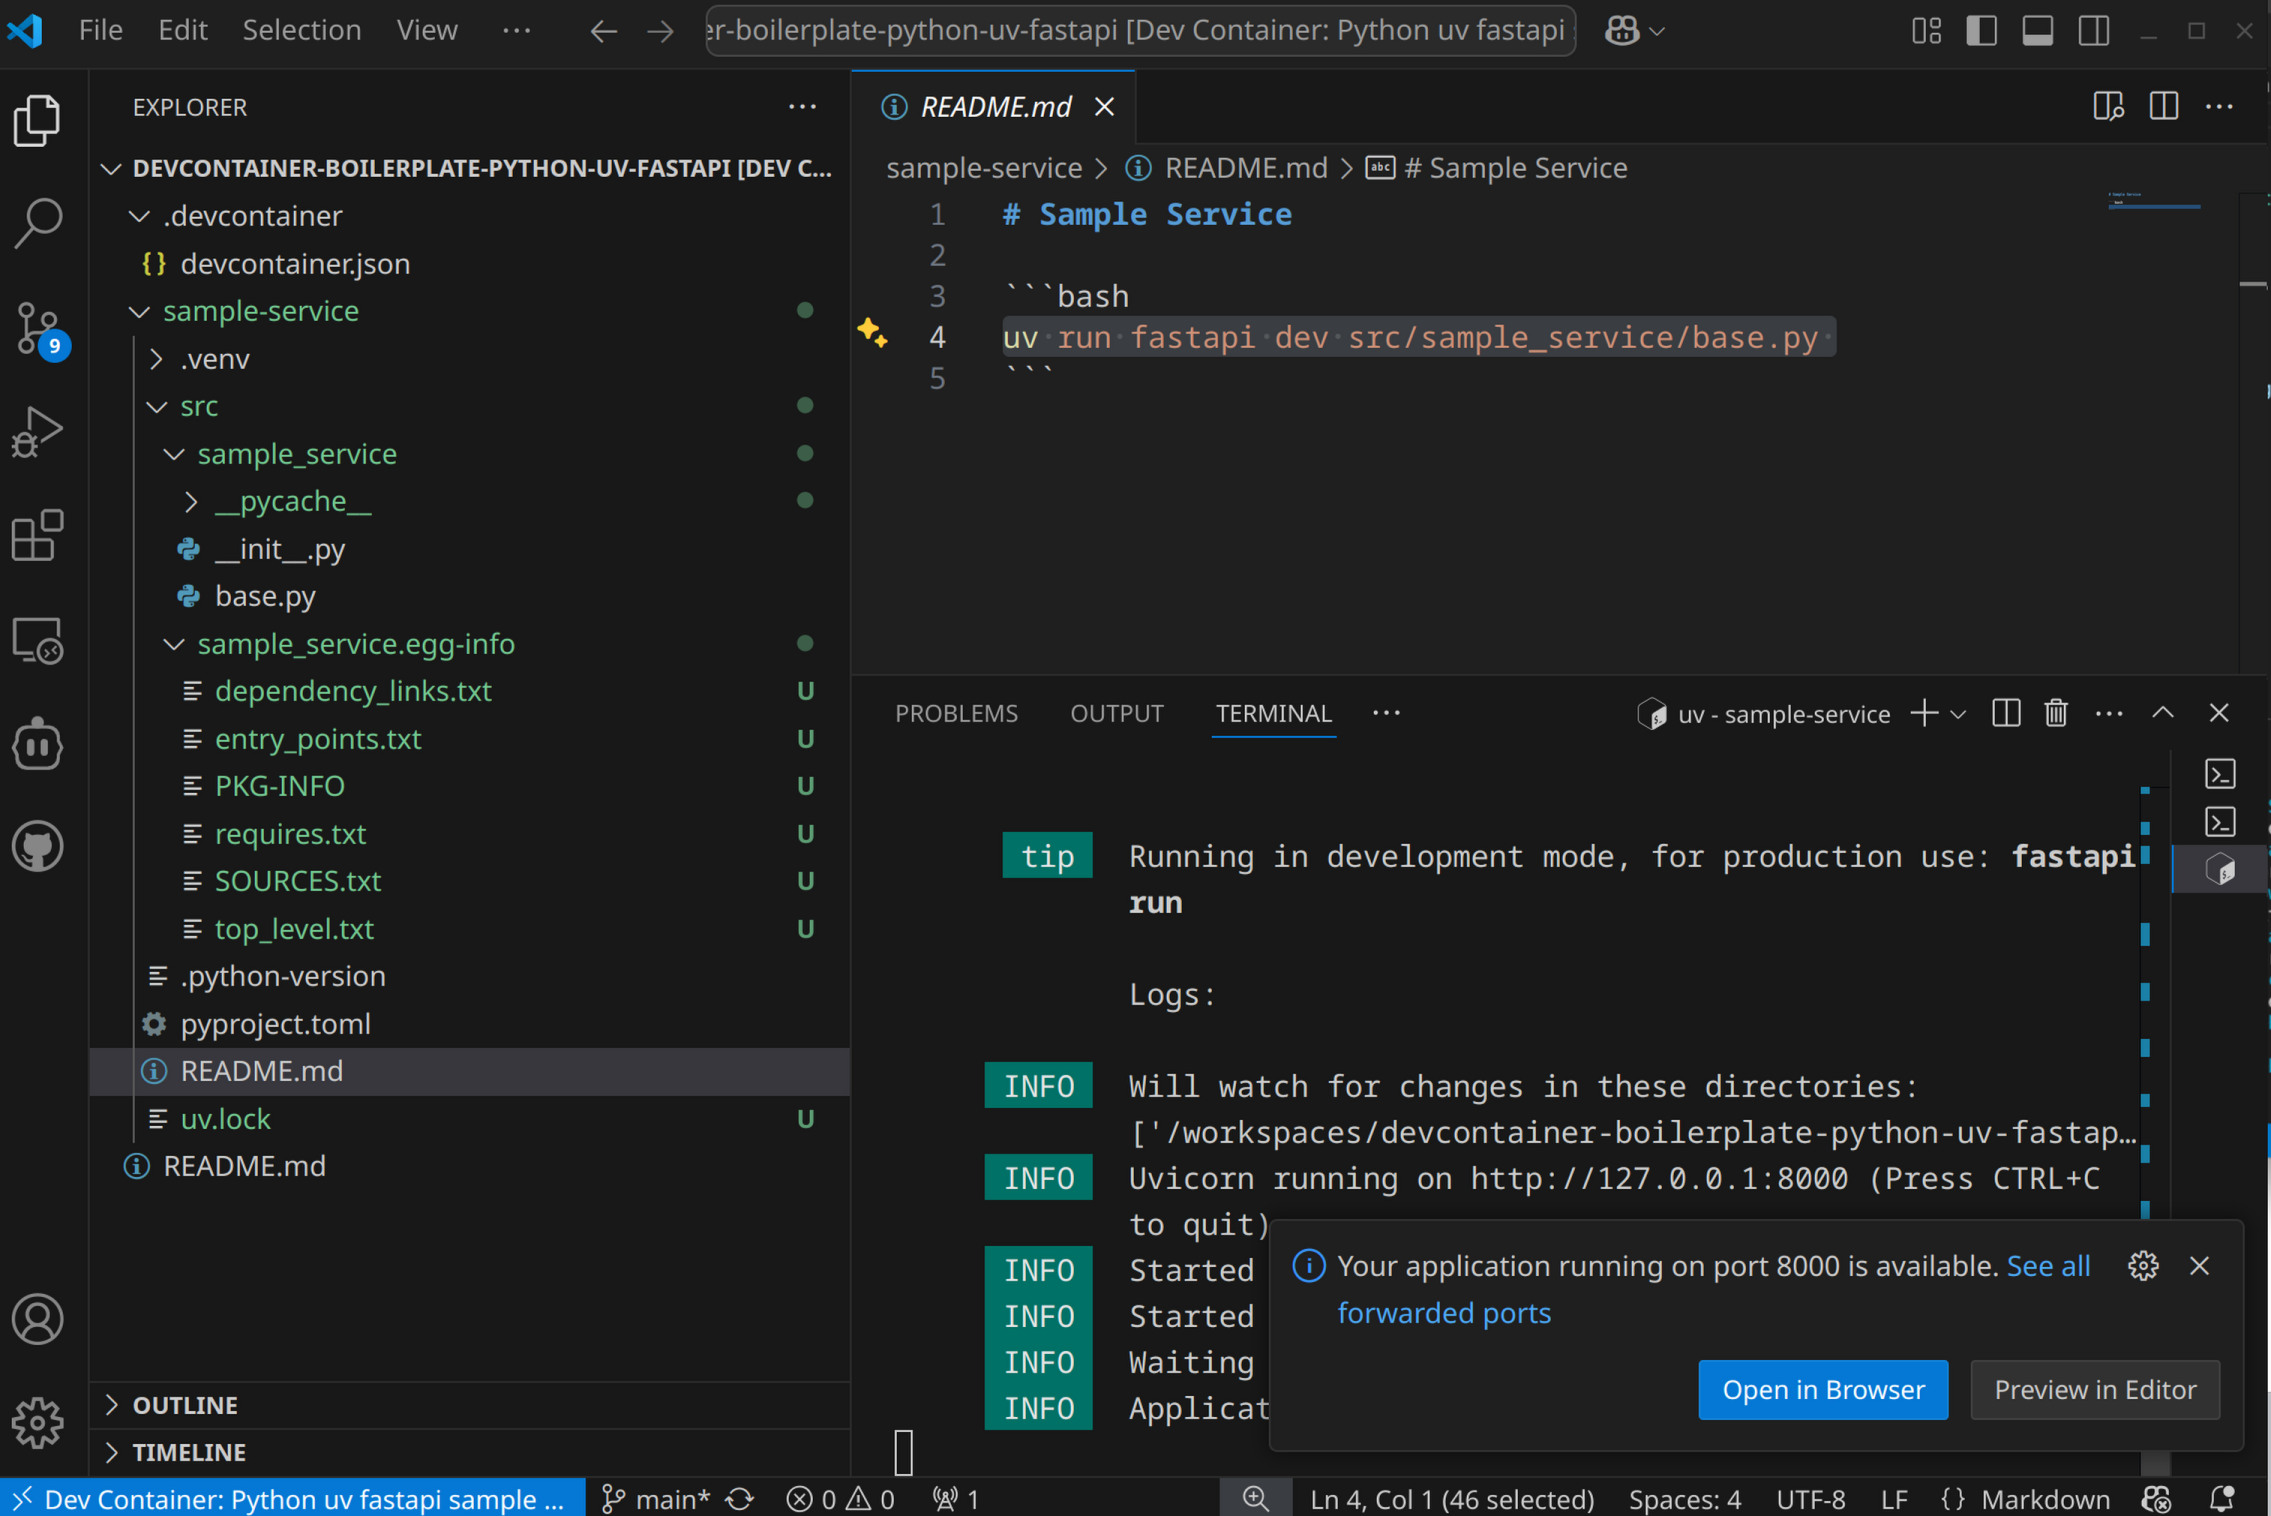 File Edit Selection View ··· er-boilerplate-python-uv-fastapi [Dev Container: Python uv fastapi
EXPLORER
DEVCONTAINER-BOILERPLATE-PYTHON-UV-FASTAPI [DEV C...
.devcontainer
{} devcontainer.json
sample-service
.venv
src
sample_service
__pycache__
__init__.py
base.py
sample_service.egg-info
dependency_links.txt U
entry_points.txt U
PKG-INFO U
requires.txt U
SOURCES.txt U
top_level.txt U
.python-version
pyproject.toml
README.md
uv.lock U
README.md
OUTLINE
TIMELINE
9
README.md
sample-service > README.md > abc # Sample Service
1 # Sample Service
2
3 ```bash
4 uv run fastapi dev src/sample_service/base.py
5 ```
PROBLEMS OUTPUT TERMINAL ··· uv - sample-service
tip Running in development mode, for production use: fastapi
run
Logs:
INFO Will watch for changes in these directories:
['/workspaces/devcontainer-boilerplate-python-uv-fastap…
INFO Uvicorn running on http://127.0.0.1:8000 (Press CTRL+C
to quit)
INFO Started
INFO Started
INFO Waiting
INFO Applicat
Your application running on port 8000 is available. See all
forwarded ports
Open in Browser Preview in Editor
Dev Container: Python uv fastapi sample ... main* 0 0 1 Ln 4, Col 1 (46 selected) Spaces: 4 UTF-8 LF {} Markdown